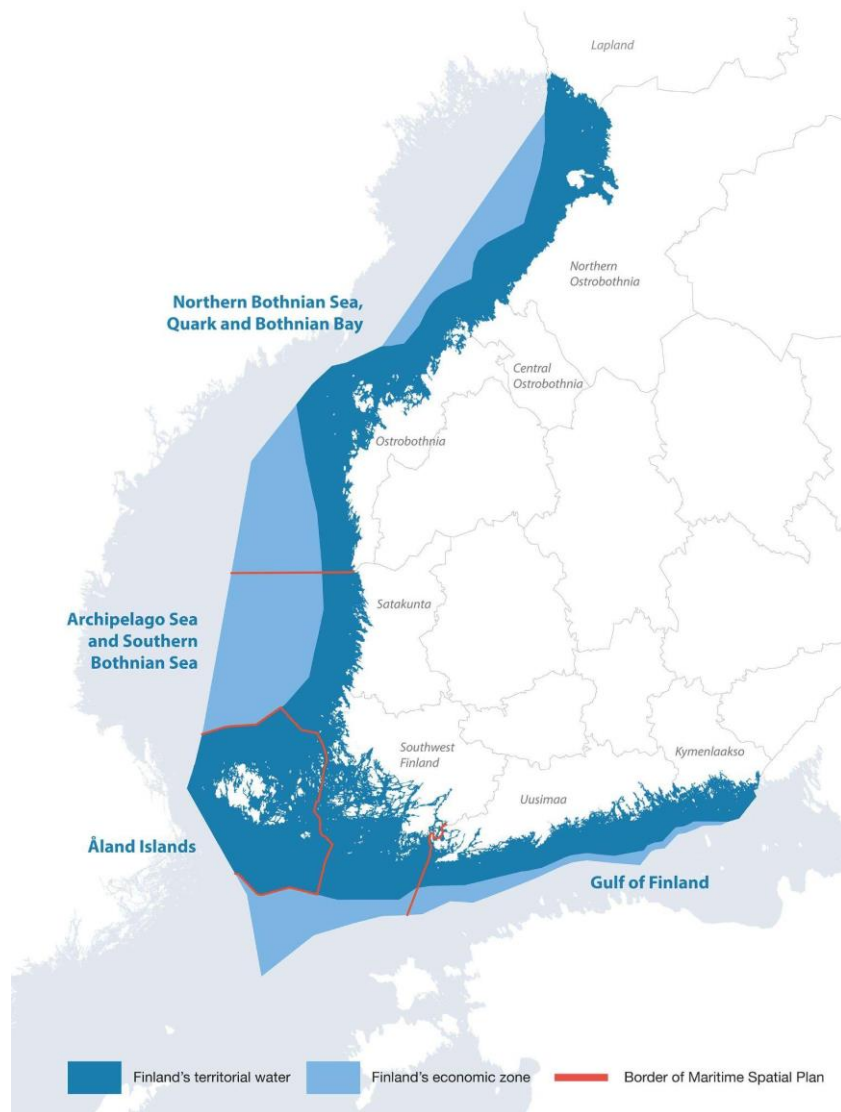 Lapland
Northern
Ostrobothnia
Northern Bothnian Sea,
Quark and Bothnian Bay
Central
Ostrobothnia
Ostrobothnia
Satakunta
Archipelago Sea
and Southern
Bothnian Sea
Southwest
Finland
Kymenlaakso
Uusimaa
Åland Islands
Gulf of Finland
Finland's territorial water
Finland's economic zone
Border of Maritime Spatial Plan